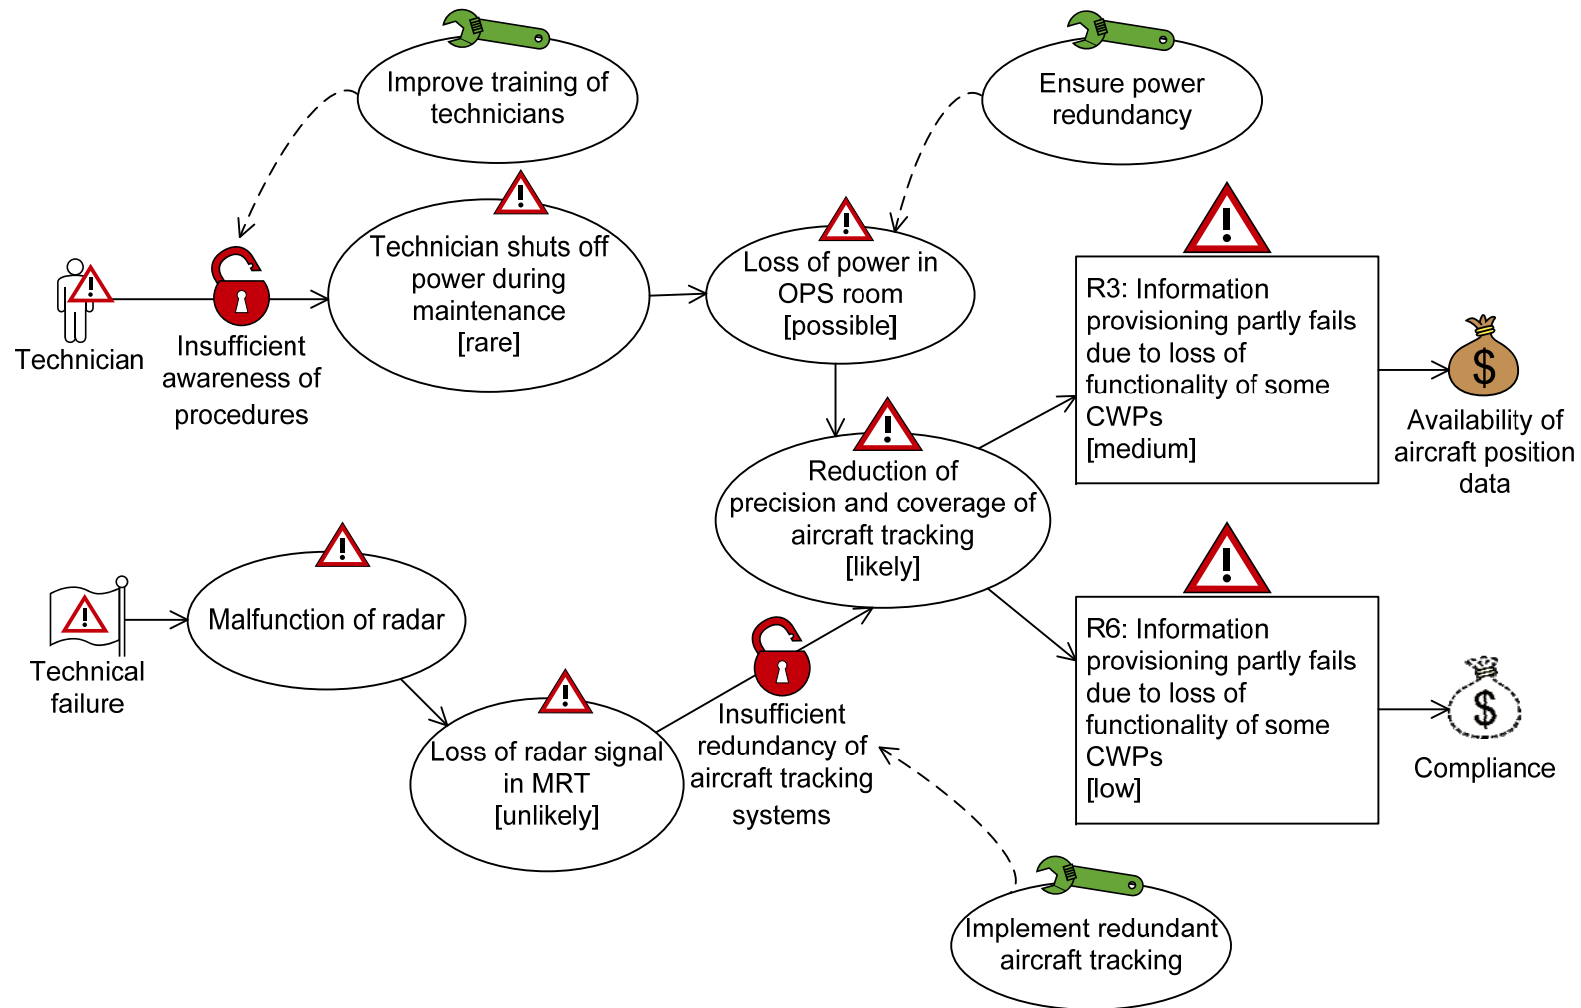 Improve training of
technicians
Ensure power
redundancy
Technician
Insufficient
awareness of
procedures
Technician shuts off
power during
maintenance
[rare]
Loss of power in
OPS room
[possible]
R3: Information
provisioning partly fails
due to loss of
functionality of some
CWPs
[medium]
$
Availability of
aircraft position
data
Reduction of
precision and coverage of
aircraft tracking
[likely]
Technical
failure
Malfunction of radar
Loss of radar signal
in MRT
[unlikely]
Insufficient
redundancy of
aircraft tracking
systems
R6: Information
provisioning partly fails
due to loss of
functionality of some
CWPs
[low]
$
Compliance
Implement redundant
aircraft tracking